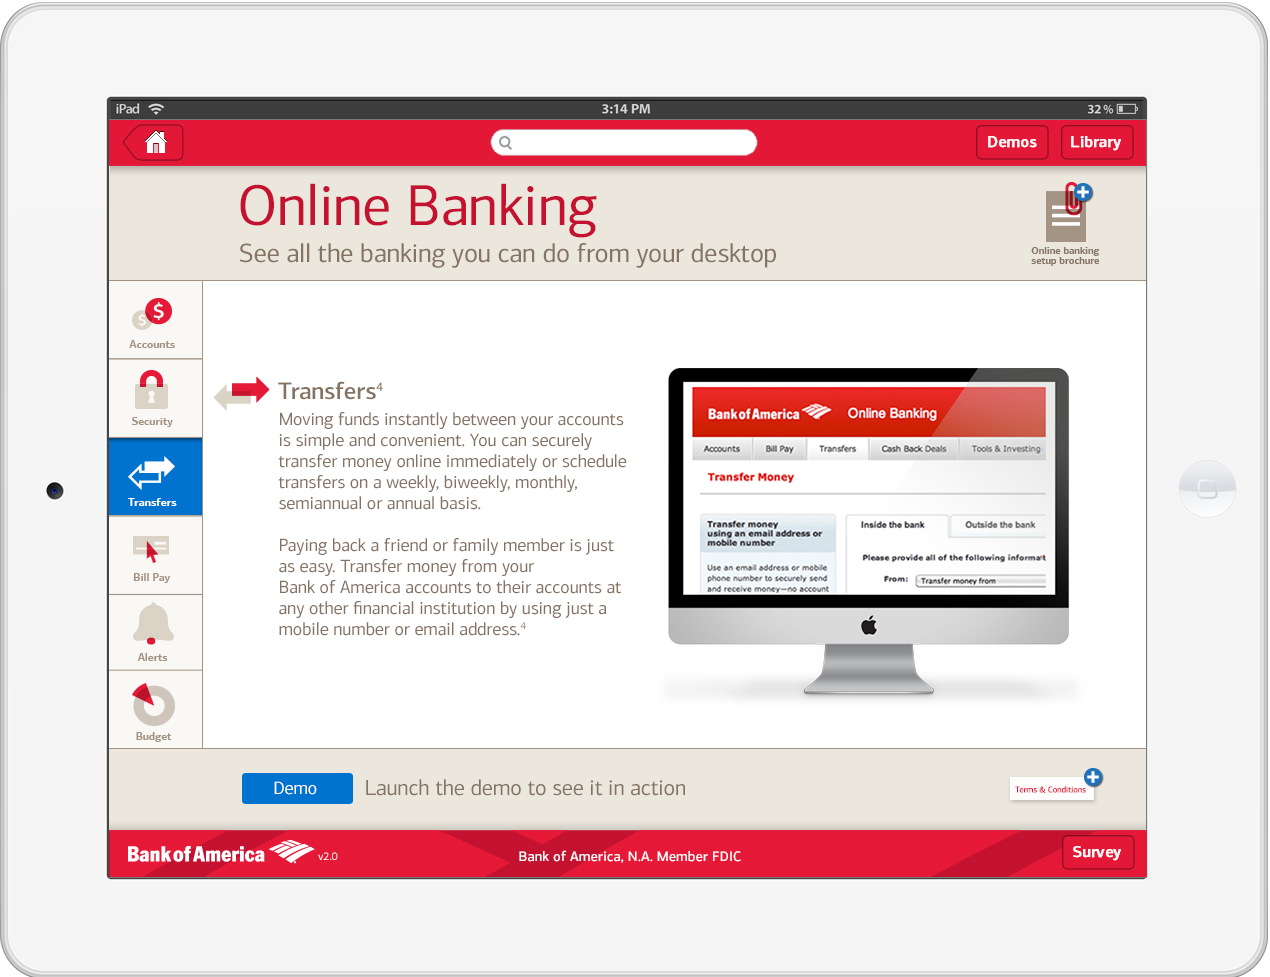 iPad
3:14 PM
32 %
Demos
Library
Online Banking
See all the banking you can do from your desktop
Online banking
setup brochure
$
$
Accounts
Security
Transfers
Bill Pay
Alerts
Budget
Transfers⁴
Moving funds instantly between your accounts
is simple and convenient. You can securely
transfer money online immediately or schedule
transfers on a weekly, biweekly, monthly,
semiannual or annual basis.
Paying back a friend or family member is just
as easy. Transfer money from your
Bank of America accounts to their accounts at
any other financial institution by using just a
mobile number or email address.⁴
Bank of America
Online Banking
Accounts
Bill Pay
Transfers
Cash Back Deals
Tools & Investing
Transfer Money
Transfer money
using an email address or
mobile number
Use an email address or mobile
phone number to securely send
and receive money—no account
Inside the bank
Outside the bank
Please provide all of the following informat
From:
Transfer money from
Demo
Launch the demo to see it in action
Terms & Conditions
Bank of America
v2.0
Bank of America, N.A. Member FDIC
Survey